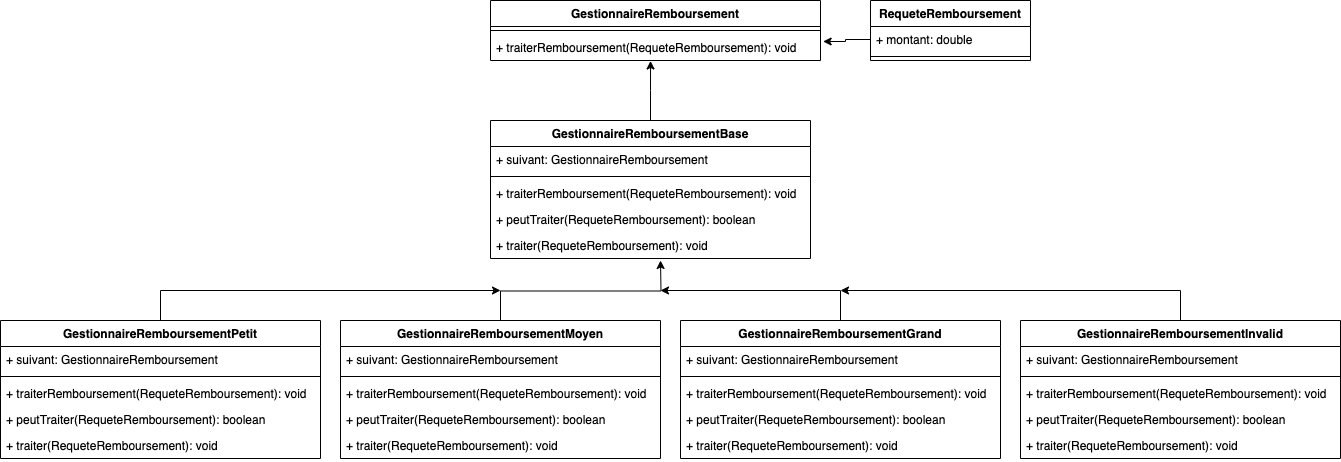 GestionnaireRemboursement
+ traiterRemboursement(RequeteRemboursement): void
RequeteRemboursement
+ montant: double
GestionnaireRemboursementBase
+ suivant: GestionnaireRemboursement
+ traiterRemboursement(RequeteRemboursement): void
+ peutTraiter(RequeteRemboursement): boolean
+ traiter(RequeteRemboursement): void
GestionnaireRemboursementPetit
+ suivant: GestionnaireRemboursement
+ traiterRemboursement(RequeteRemboursement): void
+ peutTraiter(RequeteRemboursement): boolean
+ traiter(RequeteRemboursement): void
GestionnaireRemboursementMoyen
+ suivant: GestionnaireRemboursement
+ traiterRemboursement(RequeteRemboursement): void
+ peutTraiter(RequeteRemboursement): boolean
+ traiter(RequeteRemboursement): void
GestionnaireRemboursementGrand
+ suivant: GestionnaireRemboursement
+ traiterRemboursement(RequeteRemboursement): void
+ peutTraiter(RequeteRemboursement): boolean
+ traiter(RequeteRemboursement): void
GestionnaireRemboursementInvalid
+ suivant: GestionnaireRemboursement
+ traiterRemboursement(RequeteRemboursement): void
+ peutTraiter(RequeteRemboursement): boolean
+ traiter(RequeteRemboursement): void